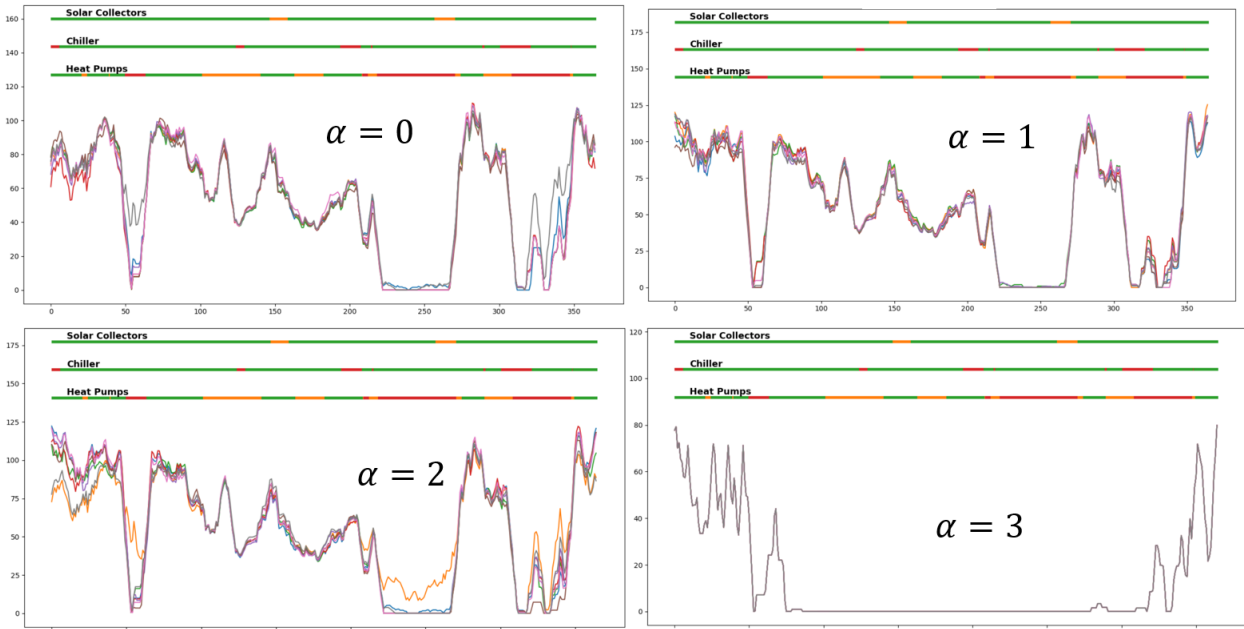 Solar Collectors
160
Chiller
140
Heat Pumps
120
100
80
60
40
20
0
α = 0
0 50 100 150 200 250 300 350
Solar Collectors
175
Chiller
150
Heat Pumps
125
100
75
50
25
0
α = 1
0 50 100 150 200 250 300 350
Solar Collectors
175
Chiller
150
Heat Pumps
125
100
75
50
25
0
α = 2
120
Solar Collectors
Chiller
100
Heat Pumps
80
60
40
20
0
α = 3